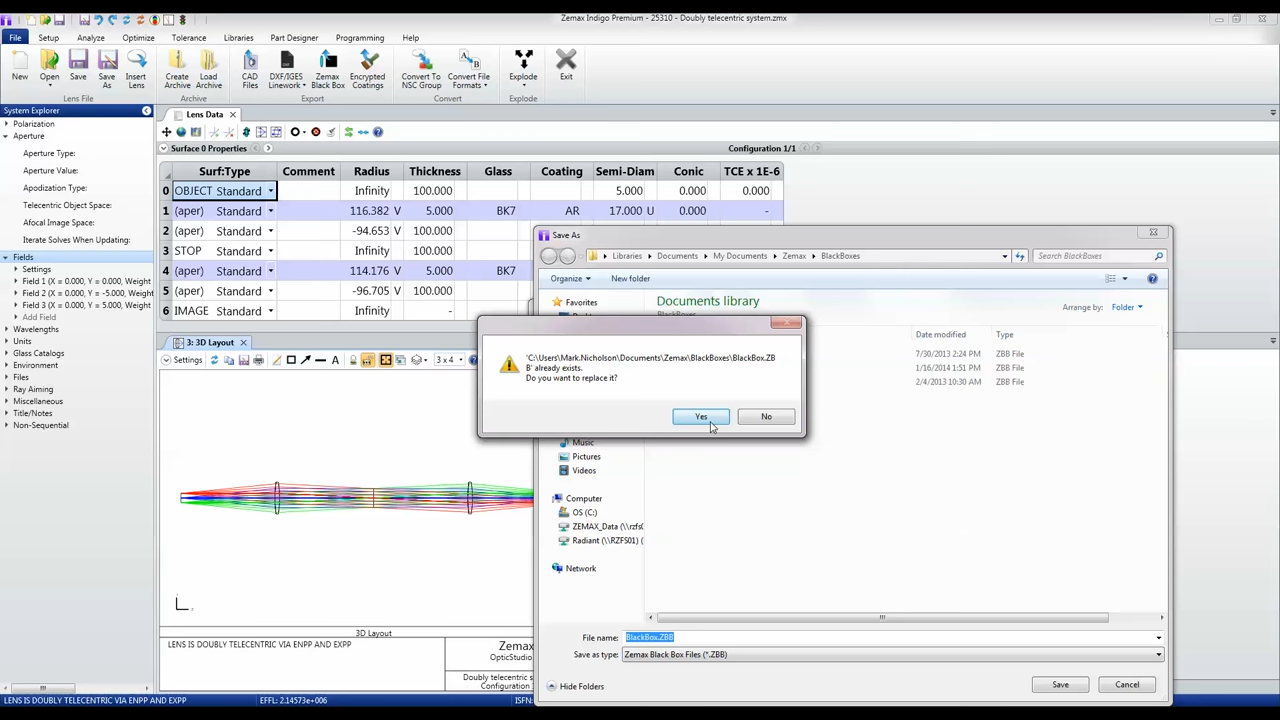 Zemax Indigo Premium - 25310 - Doubly telecentric system.zmx
File Setup Analyze Optimize Tolerance Libraries Part Designer Programming Help
New Open Save Save As Insert Lens Create Archive Load Archive CAD Files DXF/IGES Linework Zemax Black Box Encrypted Coatings Convert To NSC Group Convert File Formats Explode Exit
Lens File Archive Export Convert Explode
System Explorer
Polarization
Aperture
Aperture Type:
Aperture Value:
Apodization Type:
Telecentric Object Space:
Afocal Image Space:
Iterate Solves When Updating:
Fields
Settings
Field 1 (X = 0.000, Y = 0.000, Weight
Field 2 (X = 0.000, Y = -5.000, Weight
Field 3 (X = 0.000, Y = 5.000, Weight
Add Field
Wavelengths
Units
Glass Catalogs
Environment
Files
Ray Aiming
Miscellaneous
Title/Notes
Non-Sequential
Lens Data
Surface 0 Properties
Configuration 1/1
Surf:Type Comment Radius Thickness Glass Coating Semi-Diam Conic TCE x 1E-6
0 OBJECT Standard Infinity 100.000 5.000 0.000 0.000
1 (aper) Standard 116.382 V 5.000 BK7 AR 17.000 U 0.000 -
2 (aper) Standard -94.653 V 100.000
3 STOP Standard Infinity 100.000
4 (aper) Standard 114.176 V 5.000 BK7
5 (aper) Standard -96.705 V 100.000
6 IMAGE Standard Infinity -
3: 3D Layout
Settings
3 x 4
3D Layout
LENS IS DOUBLY TELECENTRIC VIA ENPP AND EXPP
Zemax
OpticStudio
Doubly telecentric syste
Configuration 1
Save As
Libraries Documents My Documents Zemax BlackBoxes
Search BlackBoxes
Organize New folder
Favorites
Documents library
BlackBoxes
Arrange by: Folder
Date modified Type
7/30/2013 2:24 PM ZBB File
1/16/2014 1:51 PM ZBB File
2/4/2013 10:30 AM ZBB File
'C:\Users\Mark.Nicholson\Documents\Zemax\BlackBoxes\BlackBox.ZB
B' already exists.
Do you want to replace it?
Yes No
Music
Pictures
Videos
Computer
OS (C:)
ZEMAX_Data (\\rzfs0
Radiant (\\RZFS01) (
Network
File name: BlackBox.ZBB
Save as type: Zemax Black Box Files (*.ZBB)
Hide Folders
Save Cancel
LENS IS DOUBLY TELECENTRIC VIA ENPP AND EXPP EFFL: 2.14573e+006 ISFN: